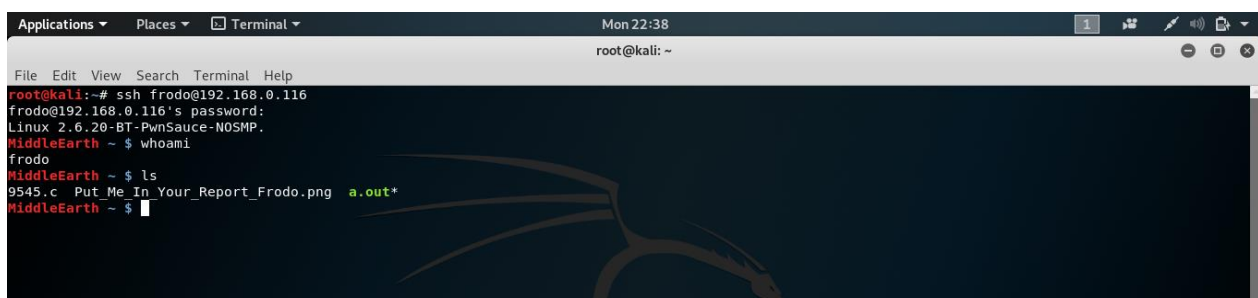 Applications ▾ Places ▾ Terminal ▾ Mon 22:38 1
root@kali: ~
File Edit View Search Terminal Help
root@kali:~# ssh frodo@192.168.0.116
frodo@192.168.0.116's password:
Linux 2.6.20-BT-PwnSauce-NOSMP.
MiddleEarth ~ $ whoami
frodo
MiddleEarth ~ $ ls
9545.c  Put_Me_In_Your_Report_Frodo.png  a.out*
MiddleEarth ~ $